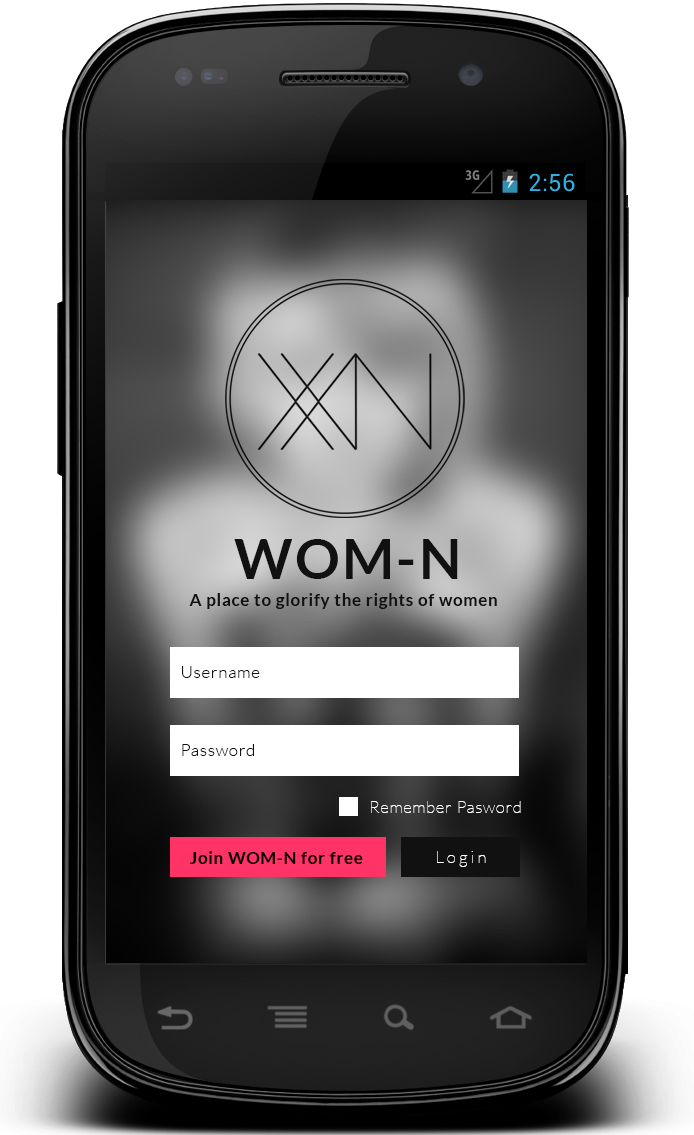 3G 2:56
WOM-N
A place to glorify the rights of women
Username
Password
Remember Pasword
Join WOM-N for free Login